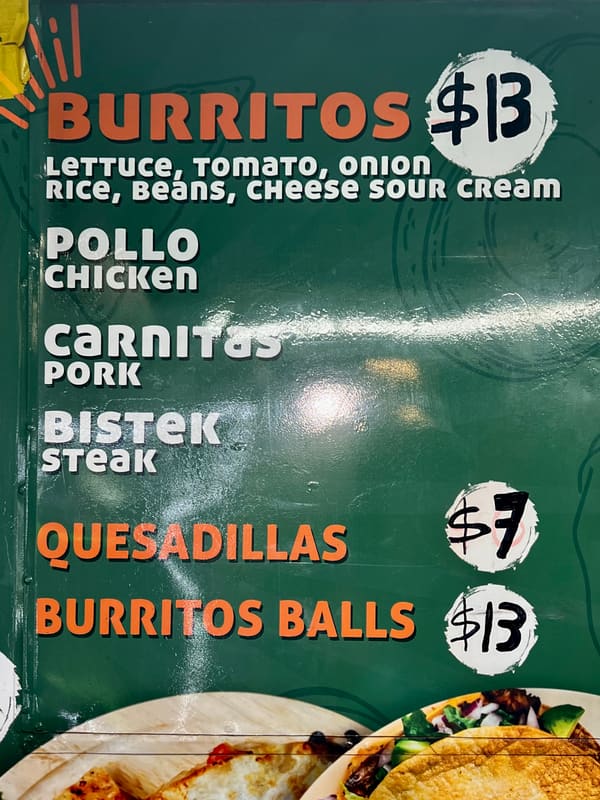 BURRITOS $13
LETTUCE, TOMATO, ONION
RICE, BEANS, CHEESE SOUR CREAM
POLLO
CHICKEN
CARNITAS
PORK
BISTEK
STEAK
QUESADILLAS $7
BURRITOS BALLS $13